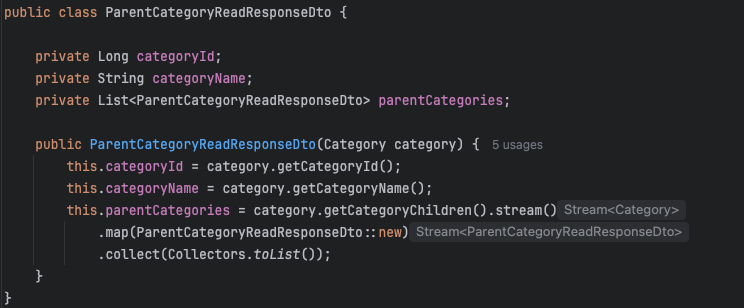 public class ParentCategoryReadResponseDto {
    private Long categoryId;
    private String categoryName;
    private List<ParentCategoryReadResponseDto> parentCategories;
    public ParentCategoryReadResponseDto(Category category) { 5 usages
        this.categoryId = category.getCategoryId();
        this.categoryName = category.getCategoryName();
        this.parentCategories = category.getCategoryChildren().stream() Stream<Category>
            .map(ParentCategoryReadResponseDto::new) Stream<ParentCategoryReadResponseDto>
            .collect(Collectors.toList());
    }
}